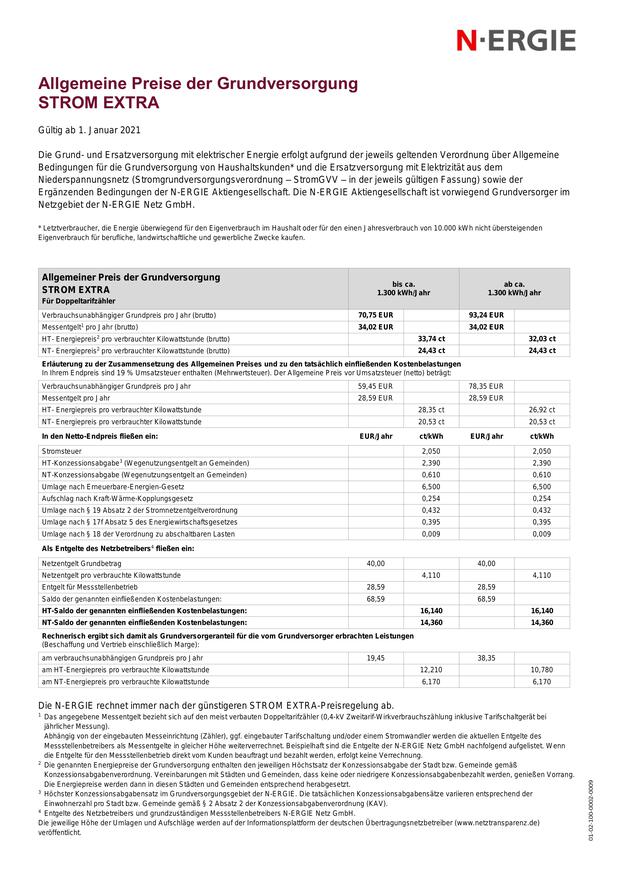 N·ERGIE
Allgemeine Preise der Grundversorgung
STROM EXTRA
Gültig ab 1. Januar 2021
Die Grund- und Ersatzversorgung mit elektrischer Energie erfolgt aufgrund der jeweils geltenden Verordnung über Allgemeine
Bedingungen für die Grundversorgung von Haushaltskunden* und die Ersatzversorgung mit Elektrizität aus dem
Niederspannungsnetz (Stromgrundversorgungsverordnung – StromGVV – in der jeweils gültigen Fassung) sowie der
Ergänzenden Bedingungen der N-ERGIE Aktiengesellschaft. Die N-ERGIE Aktiengesellschaft ist vorwiegend Grundversorger im
Netzgebiet der N-ERGIE Netz GmbH.
* Letztverbraucher, die Energie überwiegend für den Eigenverbrauch im Haushalt oder für den einen Jahresverbrauch von 10.000 kWh nicht übersteigenden
Eigenverbrauch für berufliche, landwirtschaftliche und gewerbliche Zwecke kaufen.
Allgemeiner Preis der Grundversorgung
STROM EXTRA
Für Doppeltarifzähler
bis ca.
1.300 kWh/Jahr
ab ca.
1.300 kWh/Jahr
Verbrauchsunabhängiger Grundpreis pro Jahr (brutto) 70,75 EUR 93,24 EUR
Messentgelt¹ pro Jahr (brutto) 34,02 EUR 34,02 EUR
HT- Energiepreis² pro verbrauchter Kilowattstunde (brutto) 33,74 ct 32,03 ct
NT- Energiepreis² pro verbrauchter Kilowattstunde (brutto) 24,43 ct 24,43 ct
Erläuterung zu der Zusammensetzung des Allgemeinen Preises und zu den tatsächlich einfließenden Kostenbelastungen
In Ihrem Endpreis sind 19 % Umsatzsteuer enthalten (Mehrwertsteuer). Der Allgemeine Preis vor Umsatzsteuer (netto) beträgt:
Verbrauchsunabhängiger Grundpreis pro Jahr 59,45 EUR 78,35 EUR
Messentgelt pro Jahr 28,59 EUR 28,59 EUR
HT- Energiepreis pro verbrauchter Kilowattstunde 28,35 ct 26,92 ct
NT- Energiepreis pro verbrauchter Kilowattstunde 20,53 ct 20,53 ct
In den Netto-Endpreis fließen ein: EUR/Jahr ct/kWh EUR/Jahr ct/kWh
Stromsteuer 2,050 2,050
HT-Konzessionsabgabe³ (Wegenutzungsentgelt an Gemeinden) 2,390 2,390
NT-Konzessionsabgabe (Wegenutzungsentgelt an Gemeinden) 0,610 0,610
Umlage nach Erneuerbare-Energien-Gesetz 6,500 6,500
Aufschlag nach Kraft-Wärme-Kopplungsgesetz 0,254 0,254
Umlage nach § 19 Absatz 2 der Stromnetzentgeltverordnung 0,432 0,432
Umlage nach § 17f Absatz 5 des Energiewirtschaftsgesetzes 0,395 0,395
Umlage nach § 18 der Verordnung zu abschaltbaren Lasten 0,009 0,009
Als Entgelte des Netzbetreibers⁴ fließen ein:
Netzentgelt Grundbetrag 40,00 40,00
Netzentgelt pro verbrauchte Kilowattstunde 4,110 4,110
Entgelt für Messstellenbetrieb 28,59 28,59
Saldo der genannten einfließenden Kostenbelastungen: 68,59 68,59
HT-Saldo der genannten einfließenden Kostenbelastungen: 16,140 16,140
NT-Saldo der genannten einfließenden Kostenbelastungen: 14,360 14,360
Rechnerisch ergibt sich damit als Grundversorgeranteil für die vom Grundversorger erbrachten Leistungen
(Beschaffung und Vertrieb einschließlich Marge):
am verbrauchsunabhängigen Grundpreis pro Jahr 19,45 38,35
am HT-Energiepreis pro verbrauchte Kilowattstunde 12,210 10,780
am NT-Energiepreis pro verbrauchte Kilowattstunde 6,170 6,170
Die N-ERGIE rechnet immer nach der günstigeren STROM EXTRA-Preisregelung ab.
¹ Das angegebene Messentgelt bezieht sich auf den meist verbauten Doppeltarifzähler (0,4-kV Zweitarif-Wirkverbrauchszählung inklusive Tarifschaltgerät bei
jährlicher Messung).
Abhängig von der eingebauten Messeinrichtung (Zähler), ggf. eingebauter Tarifschaltung und/oder einem Stromwandler werden die aktuellen Entgelte des
Messstellenbetreibers als Messentgelte in gleicher Höhe weiterverrechnet. Beispielhaft sind die Entgelte der N-ERGIE Netz GmbH nachfolgend aufgelistet. Wenn
die Entgelte für den Messstellenbetrieb direkt vom Kunden beauftragt und bezahlt werden, erfolgt keine Verrechnung.
² Die genannten Energiepreise der Grundversorgung enthalten den jeweiligen Höchstsatz der Konzessionsabgabe der Stadt bzw. Gemeinde gemäß
Konzessionsabgabenverordnung. Vereinbarungen mit Städten und Gemeinden, dass keine oder niedrigere Konzessionsabgabenbezahlt werden, genießen Vorrang.
Die Energiepreise werden dann in diesen Städten und Gemeinden entsprechend herabgesetzt.
³ Höchster Konzessionsabgabensatz im Grundversorgungsgebiet der N-ERGIE. Die tatsächlichen Konzessionsabgabensätze variieren entsprechend der
Einwohnerzahl pro Stadt bzw. Gemeinde gemäß § 2 Absatz 2 der Konzessionsabgabenverordnung (KAV).
⁴ Entgelte des Netzbetreibers und grundzuständigen Messstellenbetreibers N-ERGIE Netz GmbH.
Die jeweilige Höhe der Umlagen und Aufschläge werden auf der Informationsplattform der deutschen Übertragungsnetzbetreiber (www.netztransparenz.de)
veröffentlicht.
01-02-100-0002-0009